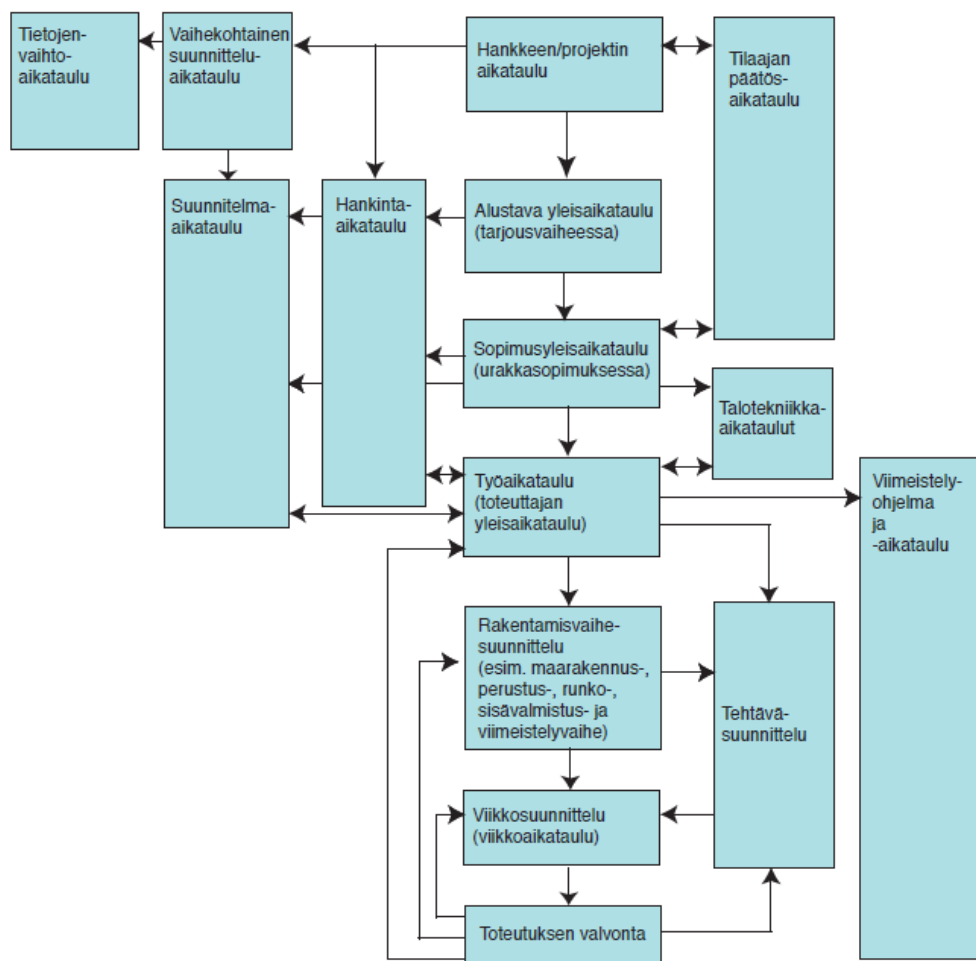 Tietojen-
vaihto-
aikataulu
Vaihekohtainen
suunnittelu-
aikataulu
Hankkeen/projektin
aikataulu
Tilaajan
päätös-
aikataulu
Suunnitelma-
aikataulu
Hankinta-
aikataulu
Alustava yleisaikataulu
(tarjousvaiheessa)
Sopimusyleisaikataulu
(urakkasopimuksessa)
Talotekniikka-
aikataulut
Työaikataulu
(toteuttajan
yleisaikataulu)
Viimeistely-
ohjelma
ja
-aikataulu
Rakentamisvaihe-
suunnittelu
(esim. maarakennus-,
perustus-, runko-,
sisävalmistus- ja
viimeistelyvaihe)
Tehtävä-
suunnittelu
Viikkosuunnittelu
(viikkoaikataulu)
Toteutuksen valvonta